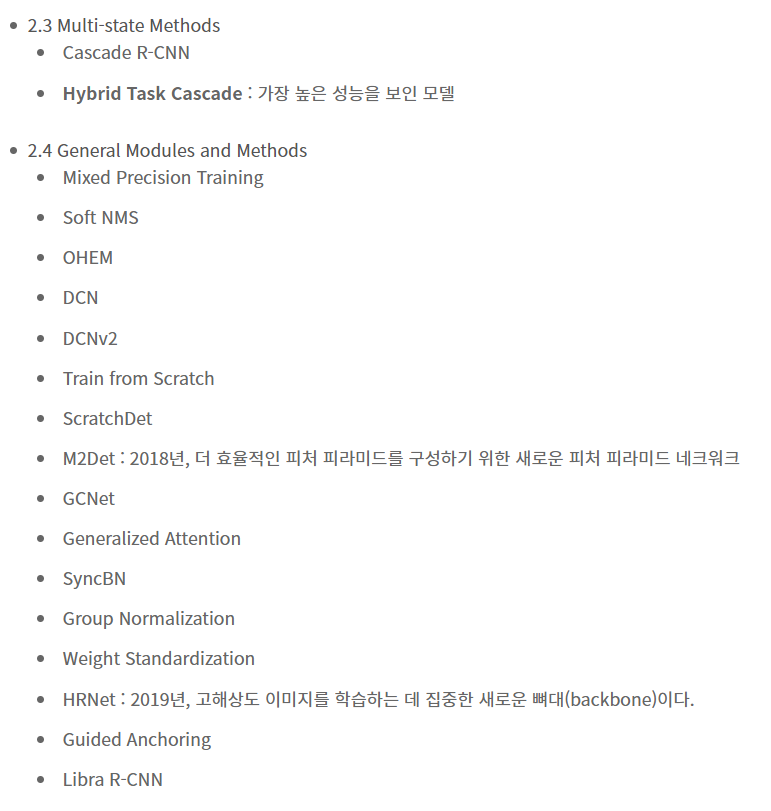 2.3 Multi-state Methods
Cascade R-CNN
Hybrid Task Cascade : 가장 높은 성능을 보인 모델
2.4 General Modules and Methods
Mixed Precision Training
Soft NMS
OHEM
DCN
DCNv2
Train from Scratch
ScratchDet
M2Det : 2018년, 더 효율적인 피처 피라미드를 구성하기 위한 새로운 피처 피라미드 네크워크
GCNet
Generalized Attention
SyncBN
Group Normalization
Weight Standardization
HRNet : 2019년, 고해상도 이미지를 학습하는 데 집중한 새로운 뼈대(backbone)이다.
Guided Anchoring
Libra R-CNN